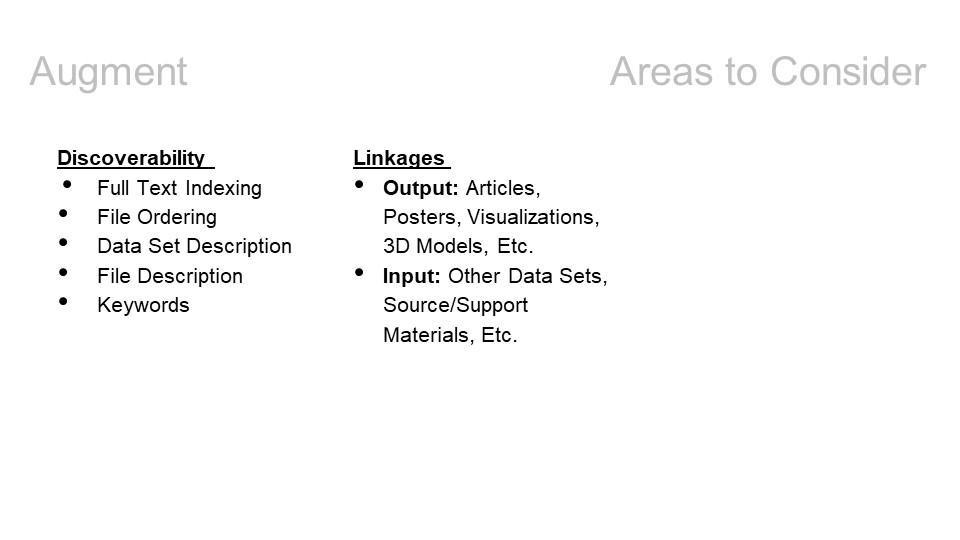 Augment
Areas to Consider
Discoverability
• Full Text Indexing
• File Ordering
• Data Set Description
• File Description
• Keywords
Linkages
• Output: Articles,
Posters, Visualizations,
3D Models, Etc.
• Input: Other Data Sets,
Source/Support
Materials, Etc.